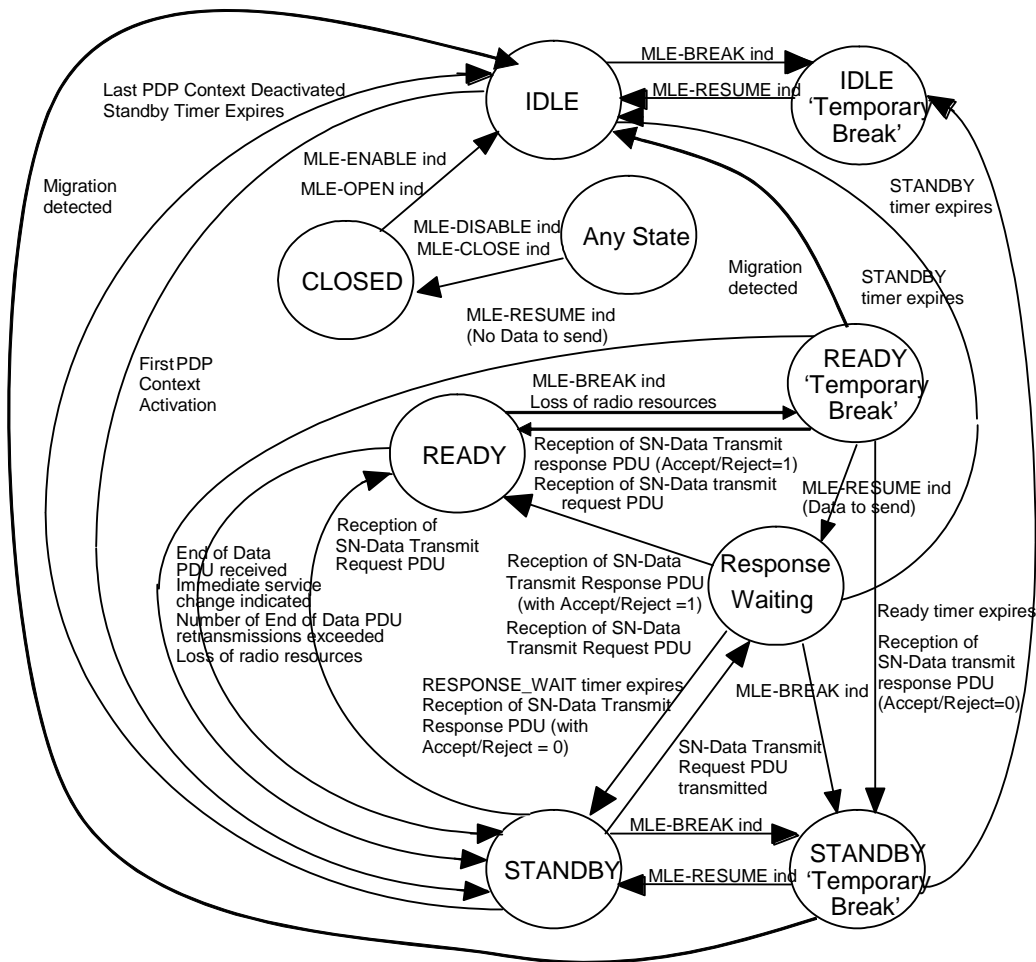 MLE-BREAK ind
MLE-RESUME ind
IDLE
IDLE
‘Temporary
Break’
Last PDP Context Deactivated
Standby Timer Expires
MLE-ENABLE ind
MLE-OPEN ind
Migration
detected
STANDBY
timer expires
MLE-DISABLE ind
MLE-CLOSE ind
Any State
CLOSED
Migration
detected
STANDBY
timer expires
MLE-RESUME ind
(No Data to send)
First PDP
Context
Activation
READY
‘Temporary
Break’
MLE-BREAK ind
Loss of radio resources
READY
Reception of SN-Data Transmit
response PDU (Accept/Reject=1)
Reception of SN-Data transmit
request PDU
MLE-RESUME ind
(Data to send)
Reception of
SN-Data Transmit
Request PDU
End of Data
PDU received
Immediate service
change indicated
Number of End of Data PDU
retransmissions exceeded
Loss of radio resources
Reception of SN-Data
Transmit Response PDU
(with Accept/Reject =1)
Reception of SN-Data
Transmit Request PDU
Response
Waiting
Ready timer expires
Reception of
SN-Data transmit
response PDU
(Accept/Reject=0)
RESPONSE_WAIT timer expires
Reception of SN-Data Transmit
Response PDU (with
Accept/Reject = 0)
MLE-BREAK ind
SN-Data Transmit
Request PDU
transmitted
MLE-BREAK ind
MLE-RESUME ind
STANDBY
STANDBY
‘Temporary
Break’